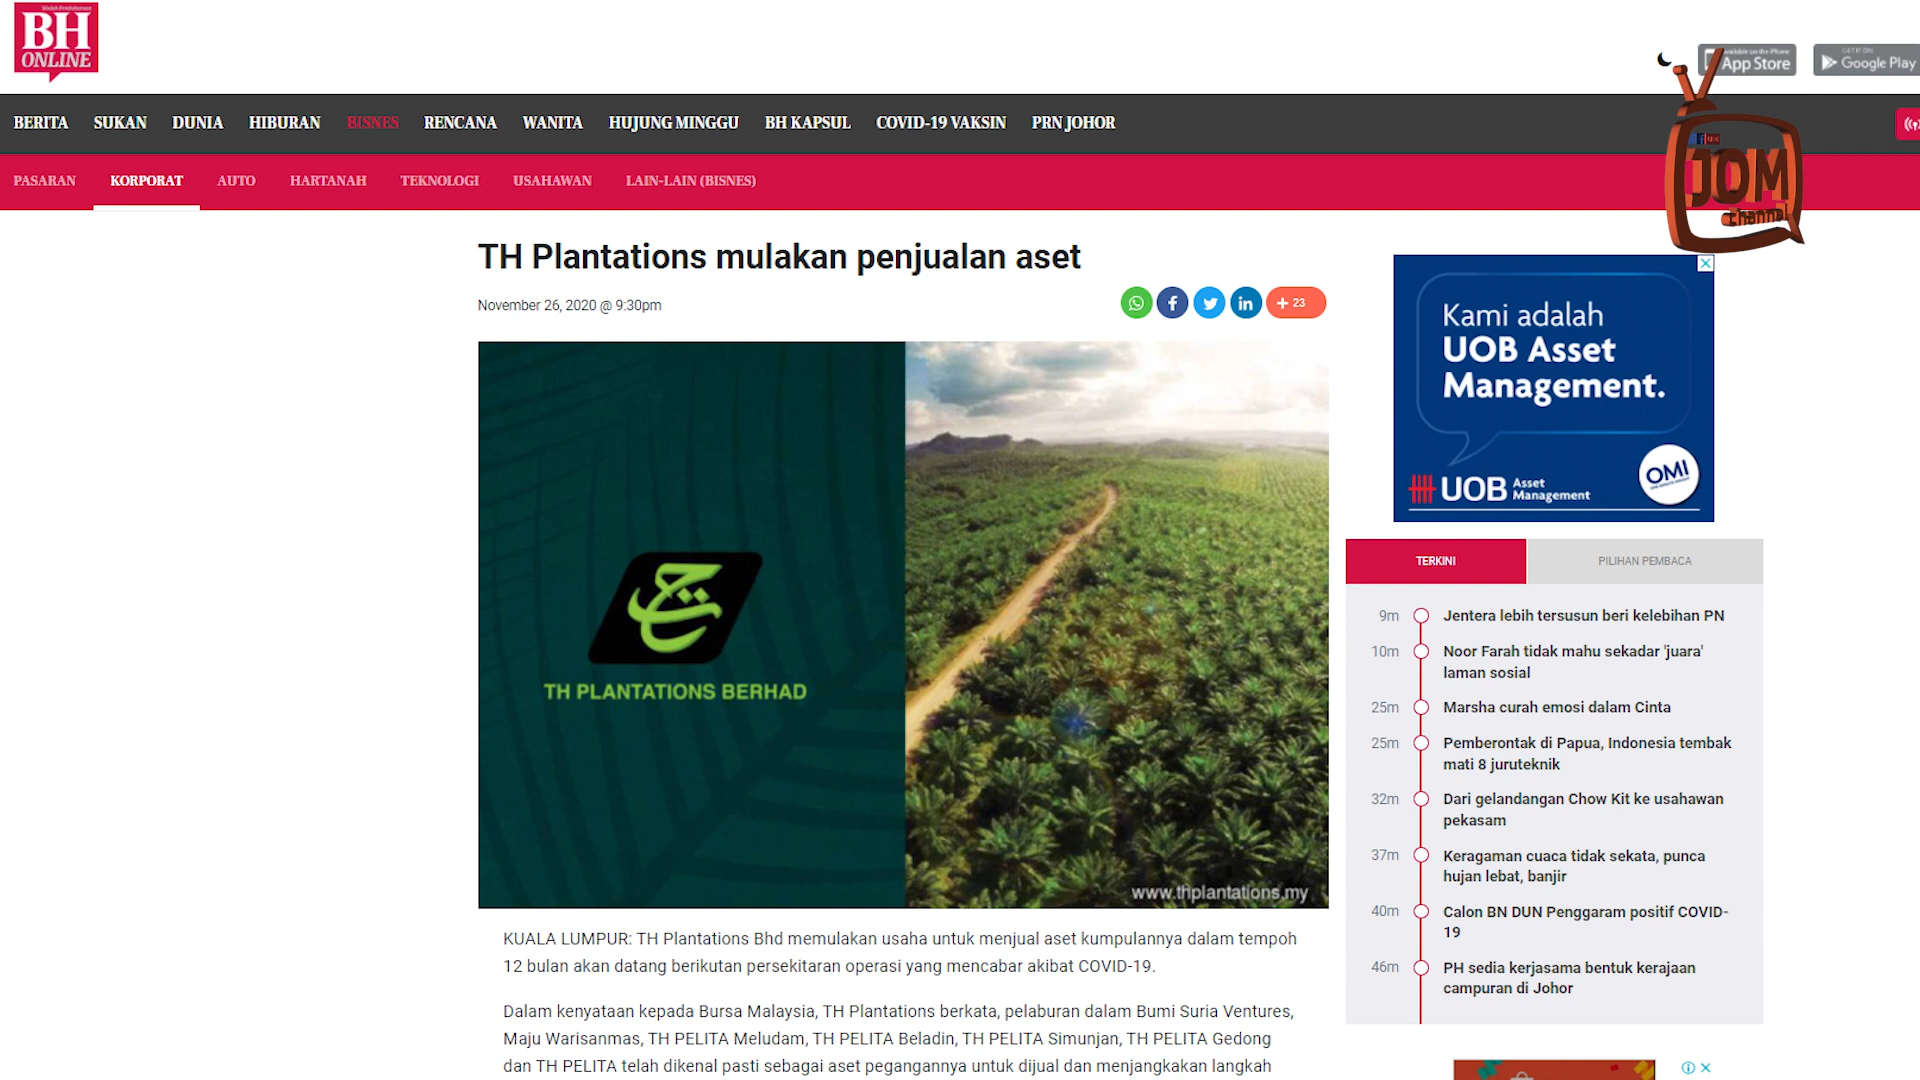 BH
ONLINE
App Store
GET IT ON
Google Play
BERITA SUKAN DUNIA HIBURAN BISNES RENCANA WANITA HUJUNG MINGGU BH KAPSUL COVID-19 VAKSIN PRN JOHOR
JOM
channel
PASARAN KORPORAT AUTO HARTANAH TEKNOLOGI USAHAWAN LAIN-LAIN (BISNES)
TH Plantations mulakan penjualan aset
November 26, 2020 @ 9:30pm
+ 23
TH PLANTATIONS BERHAD
www.thplantations.my
KUALA LUMPUR: TH Plantations Bhd memulakan usaha untuk menjual aset kumpulannya dalam tempoh
12 bulan akan datang berikutan persekitaran operasi yang mencabar akibat COVID-19.
Dalam kenyataan kepada Bursa Malaysia, TH Plantations berkata, pelaburan dalam Bumi Suria Ventures,
Maju Warisanmas, TH PELITA Meludam, TH PELITA Beladin, TH PELITA Simunjan, TH PELITA Gedong
dan TH PELITA telah dikenal pasti sebagai aset pegangannya untuk dijual dan menjangkakan langkah
Kami adalah
UOB Asset
Management.
UOB Asset
Management
OMI
TERKINI PILIHAN PEMBACA
9m Jentera lebih tersusun beri kelebihan PN
10m Noor Farah tidak mahu sekadar 'juara'
laman sosial
25m Marsha curah emosi dalam Cinta
25m Pemberontak di Papua, Indonesia tembak
mati 8 juruteknik
32m Dari gelandangan Chow Kit ke usahawan
pekasam
37m Keragaman cuaca tidak sekata, punca
hujan lebat, banjir
40m Calon BN DUN Penggaram positif COVID-
19
46m PH sedia kerjasama bentuk kerajaan
campuran di Johor